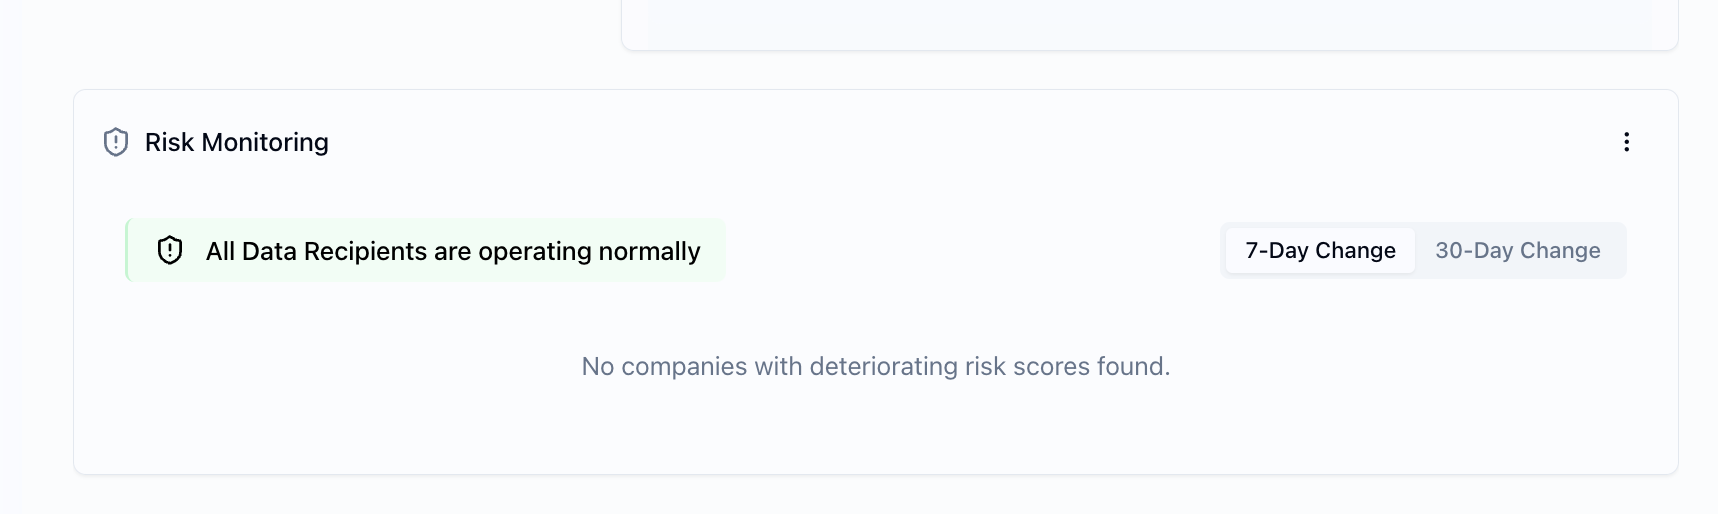 Risk Monitoring
All Data Recipients are operating normally
7-Day Change
30-Day Change
No companies with deteriorating risk scores found.